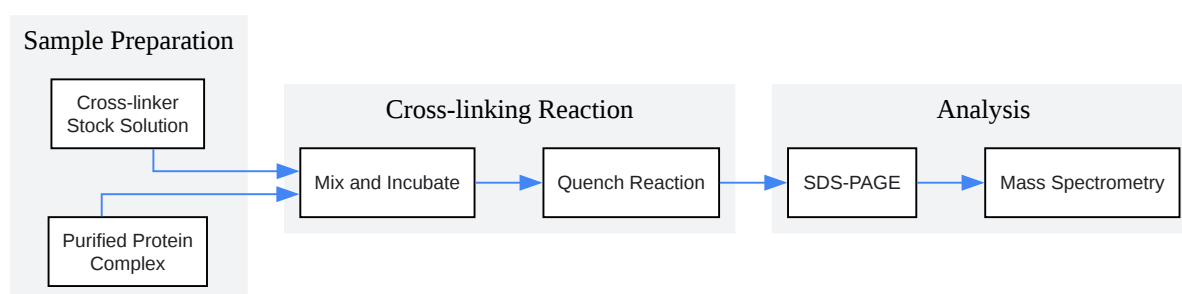 Sample Preparation
Cross-linker
Stock Solution
Purified Protein
Complex
Cross-linking Reaction
Mix and Incubate
Quench Reaction
Analysis
SDS-PAGE
Mass Spectrometry